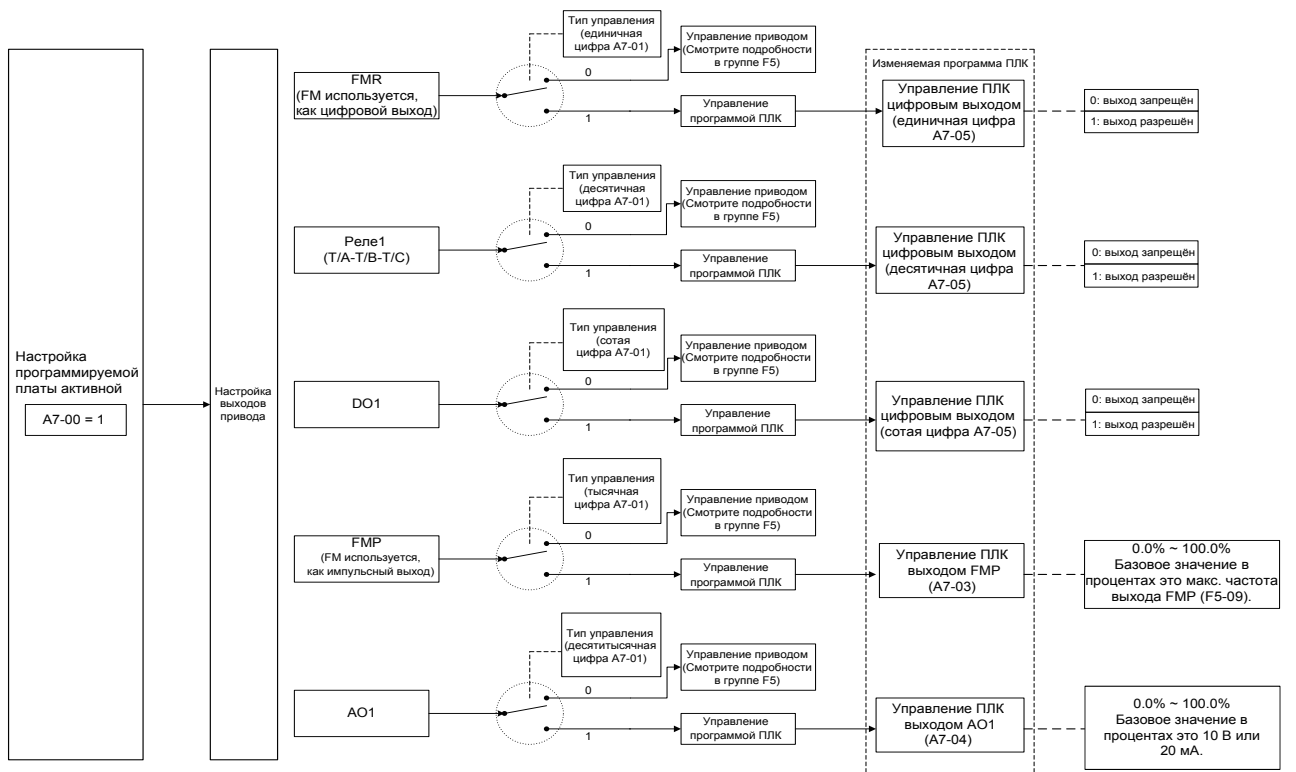 Настройка
программируемой
платы активной
A7-00 = 1
Настройка
выходов
привода
FMR
(FM используется,
как цифровой выход)
Тип управления
(единичная
цифра A7-01)
0
1
Управление приводом
(Смотрите подробности
в группе F5)
Управление
программой ПЛК
Изменяемая программа ПЛК
Управление ПЛК
цифровым выходом
(единичная цифра
A7-05)
0: выход запрещён
1: выход разрешён
Реле1
(T/A-T/B-T/C)
Тип управления
(десятичная
цифра A7-01)
0
1
Управление приводом
(Смотрите подробности
в группе F5)
Управление
программой ПЛК
Управление ПЛК
цифровым выходом
(десятичная цифра
A7-05)
0: выход запрещён
1: выход разрешён
DO1
Тип управления
(сотая
цифра A7-01)
0
1
Управление приводом
(Смотрите подробности
в группе F5)
Управление
программой ПЛК
Управление ПЛК
цифровым выходом
(сотая цифра A7-05)
0: выход запрещён
1: выход разрешён
FMP
(FM используется,
как импульсный выход)
Тип управления
(тысячная
цифра A7-01)
0
1
Управление приводом
(Смотрите подробности
в группе F5)
Управление
программой ПЛК
Управление ПЛК
выходом FMP
(A7-03)
0.0% ~ 100.0%
Базовое значение в
процентах это макс. частота
выхода FMP (F5-09).
AO1
Тип управления
(десятитысячная
цифра A7-01)
0
1
Управление приводом
(Смотрите подробности
в группе F5)
Управление
программой ПЛК
Управление ПЛК
выходом AO1
(A7-04)
0.0% ~ 100.0%
Базовое значение в
процентах это 10 В или
20 мА.